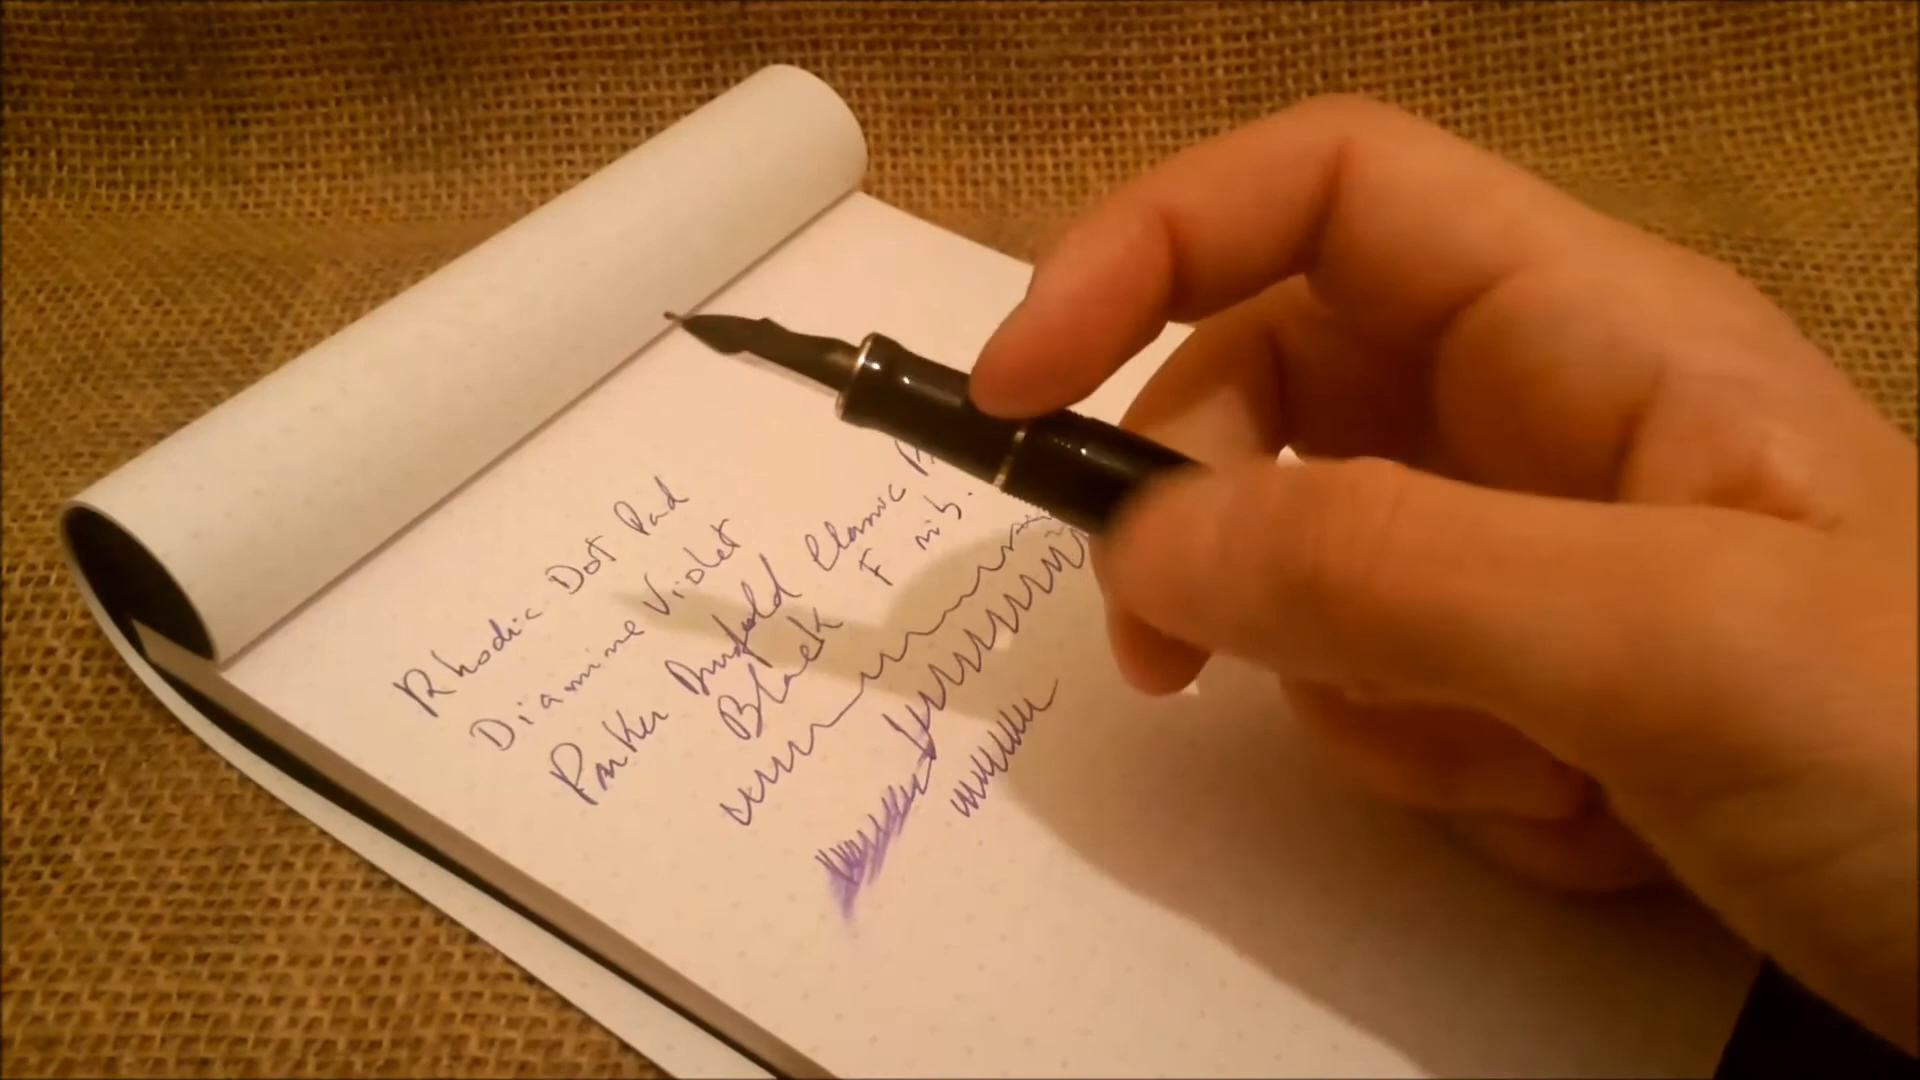 Rhodia Dot Pad
Diamine Violet
Parker Duofold Classic
Black F nib.